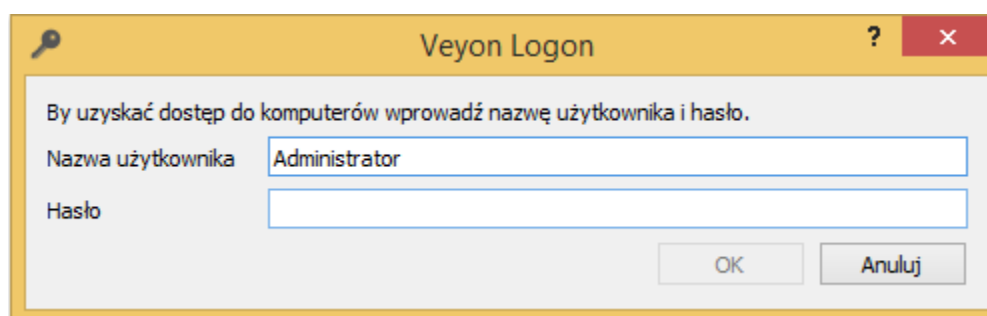 Veyon Logon
?
By uzyskać dostęp do komputerów wprowadź nazwę użytkownika i hasło.
Nazwa użytkownika Administrator
Hasło
OK Anuluj